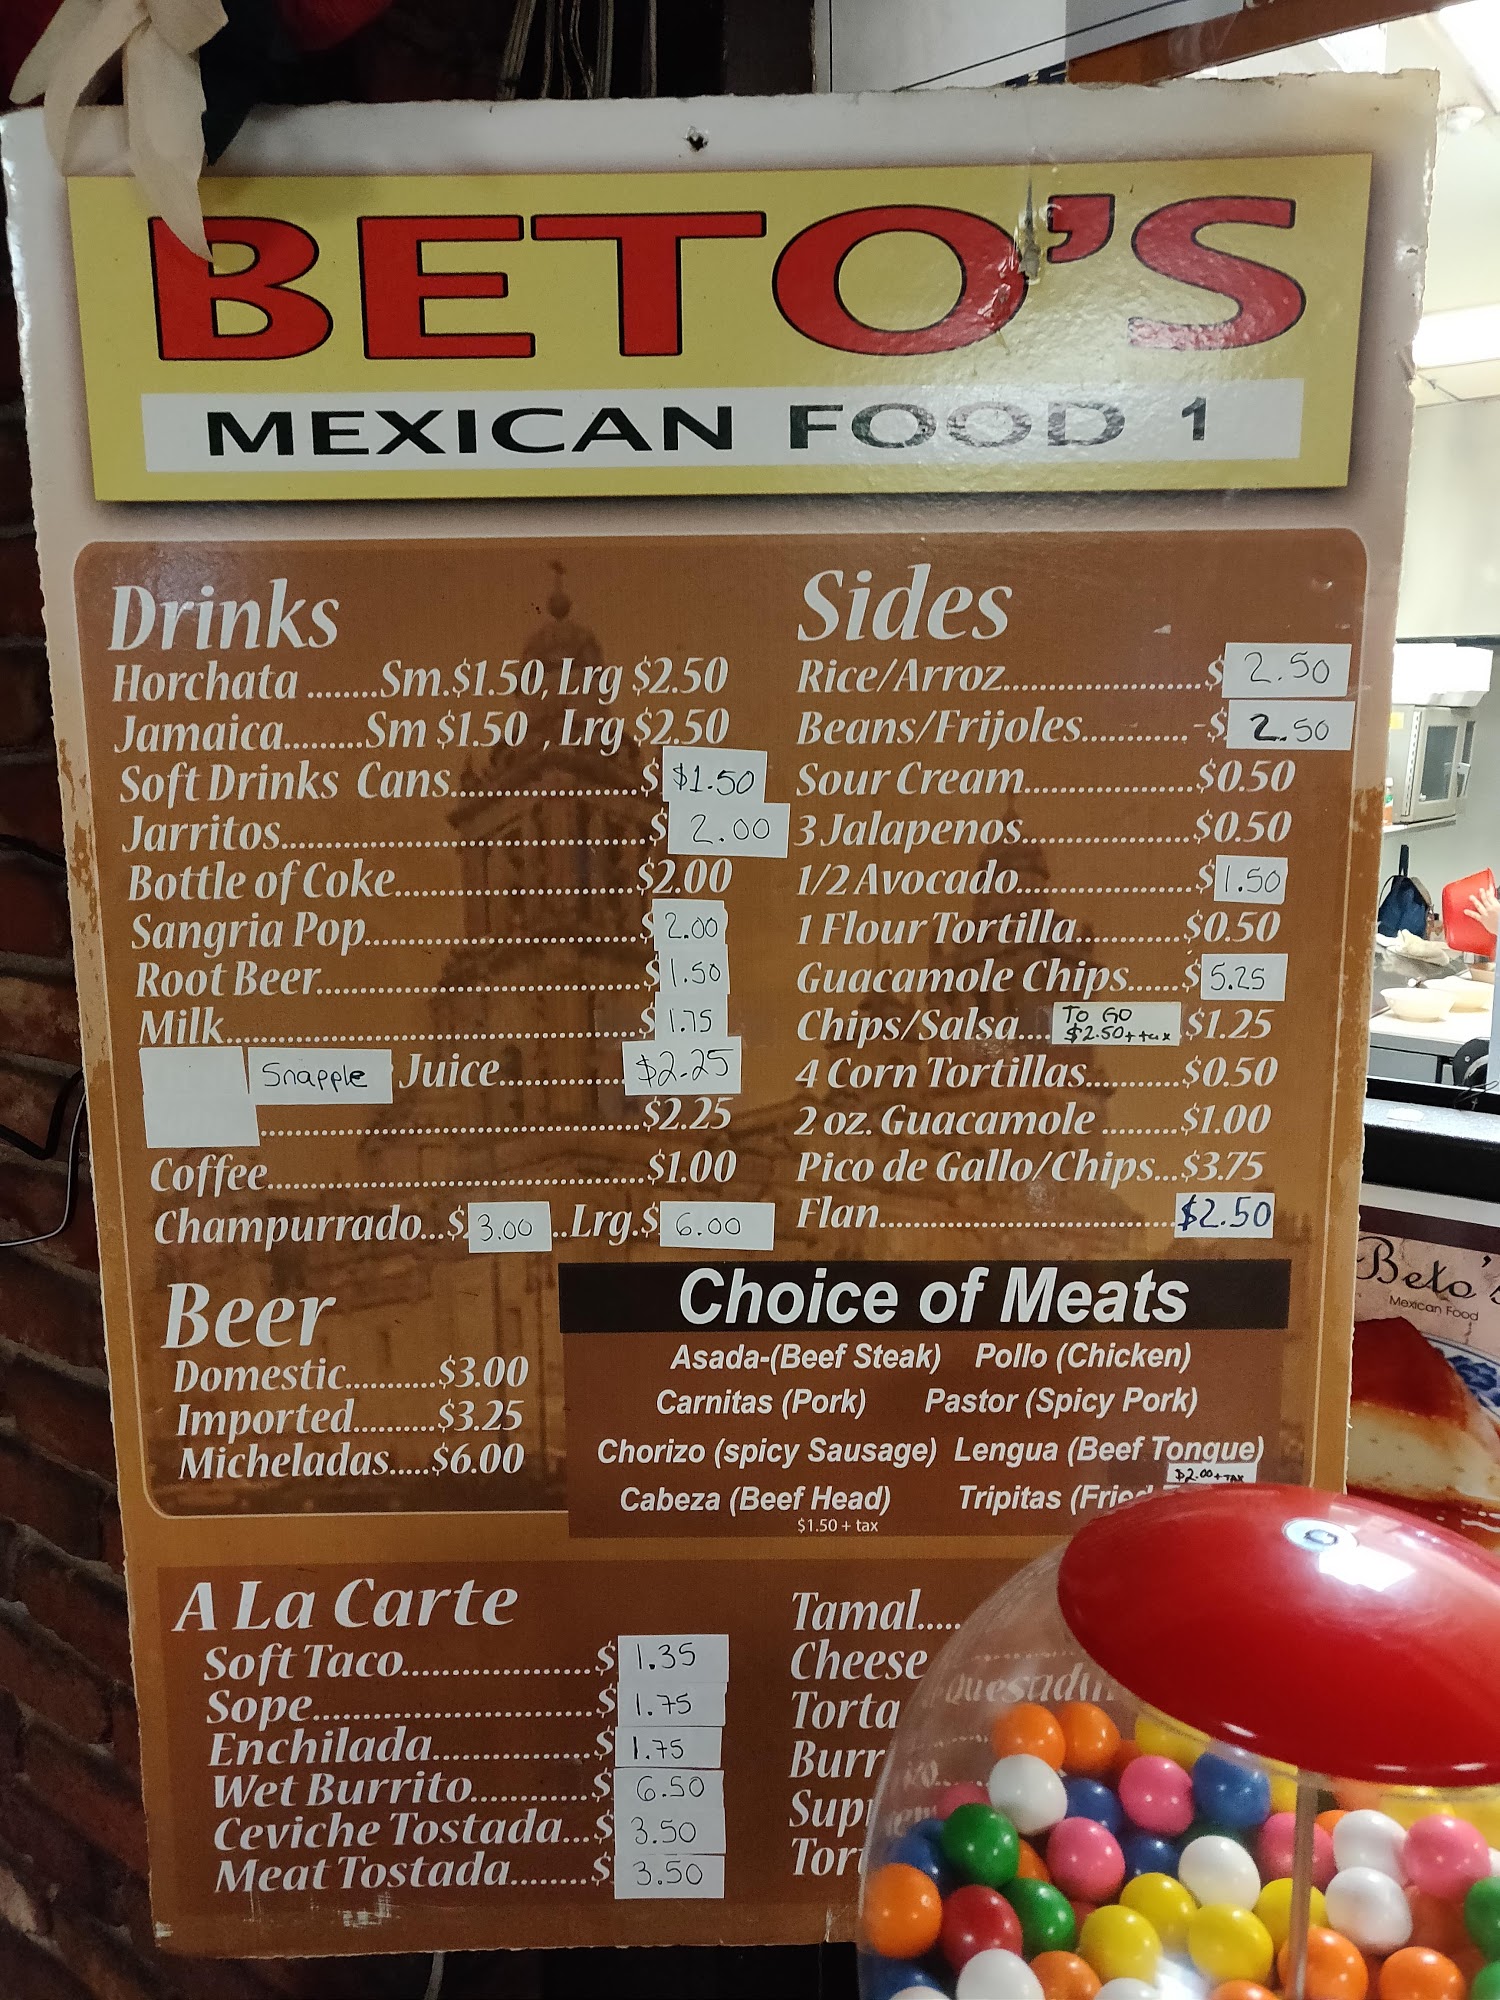 BETO'S
MEXICAN FOOD 1
Drinks
Horchata ........Sm.$1.50, Lrg $2.50
Jamaica.........Sm $1.50 , Lrg $2.50
Soft Drinks Cans...................$ $1.50
Jarritos.....................................$ 2.00
Bottle of Coke........................$2.00
Sangria Pop...........................$ 2.00
Root Beer................................$ 1.50
Milk.........................................$ 1.75
Snapple Juice.............$2.25
......................................$2.25
Coffee......................................$1.00
Champurrado...$ 3.00 ..Lrg.$ 6.00
Sides
Rice/Arroz.....................$ 2.50
Beans/Frijoles............-$ 2.50
Sour Cream..................$0.50
3 Jalapenos..................$0.50
1/2 Avocado...................$ 1.50
1 Flour Tortilla............$0.50
Guacamole Chips......$ 5.25
Chips/Salsa.... TO GO $2.50 + tax $1.25
4 Corn Tortillas..........$0.50
2 oz. Guacamole ........$1.00
Pico de Gallo/Chips...$3.75
Flan...............................$2.50
Beer
Domestic...........$3.00
Imported.........$3.25
Micheladas.....$6.00
Choice of Meats
Asada-(Beef Steak) Pollo (Chicken)
Carnitas (Pork) Pastor (Spicy Pork)
Chorizo (spicy Sausage) Lengua (Beef Tongue)
$2.00 + TAX
Cabeza (Beef Head) Tripitas (Fried
$1.50 + tax
A La Carte
Soft Taco...................$ 1.35
Sope............................$ 1.75
Enchilada.................$ 1.75
Wet Burrito.............$ 6.50
Ceviche Tostada...$ 3.50
Meat Tostada.........$ 3.50
Tamal.....
Cheese Quesadi
Torta
Burr
Sup
Tor
Beto's
Mexican Food